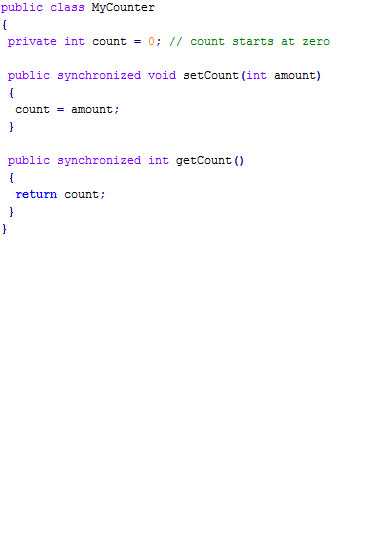 public class MyCounter
{
private int count = 0; // count starts at zero
public synchronized void setCount(int amount)
{
count = amount;
}
public synchronized int getCount()
{
return count;
}
}